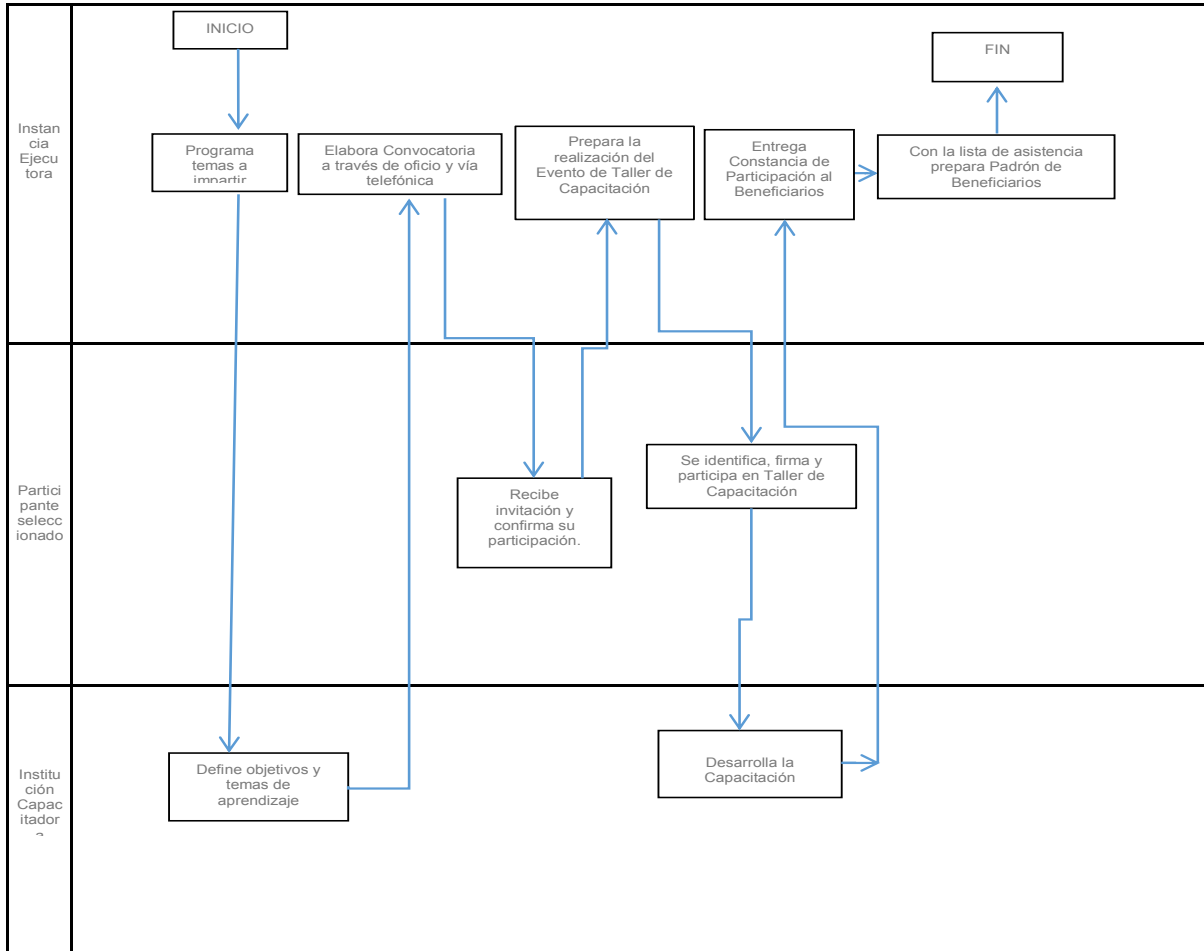 INICIO
FIN
Instan
cia
Ejecu
tora
Programa
temas a
impartir
Elabora Convocatoria
a través de oficio y vía
telefónica
Prepara la
realización del
Evento de Taller de
Capacitación
Entrega
Constancia de
Participación al
Beneficiarios
Con la lista de asistencia
prepara Padrón de
Beneficiarios
Partici
pante
selecc
ionado
Recibe
invitación y
confirma su
participación.
Se identifica, firma y
participa en Taller de
Capacitación
Institu
ción
Capac
itador
Define objetivos y
temas de
aprendizaje
Desarrolla la
Capacitación